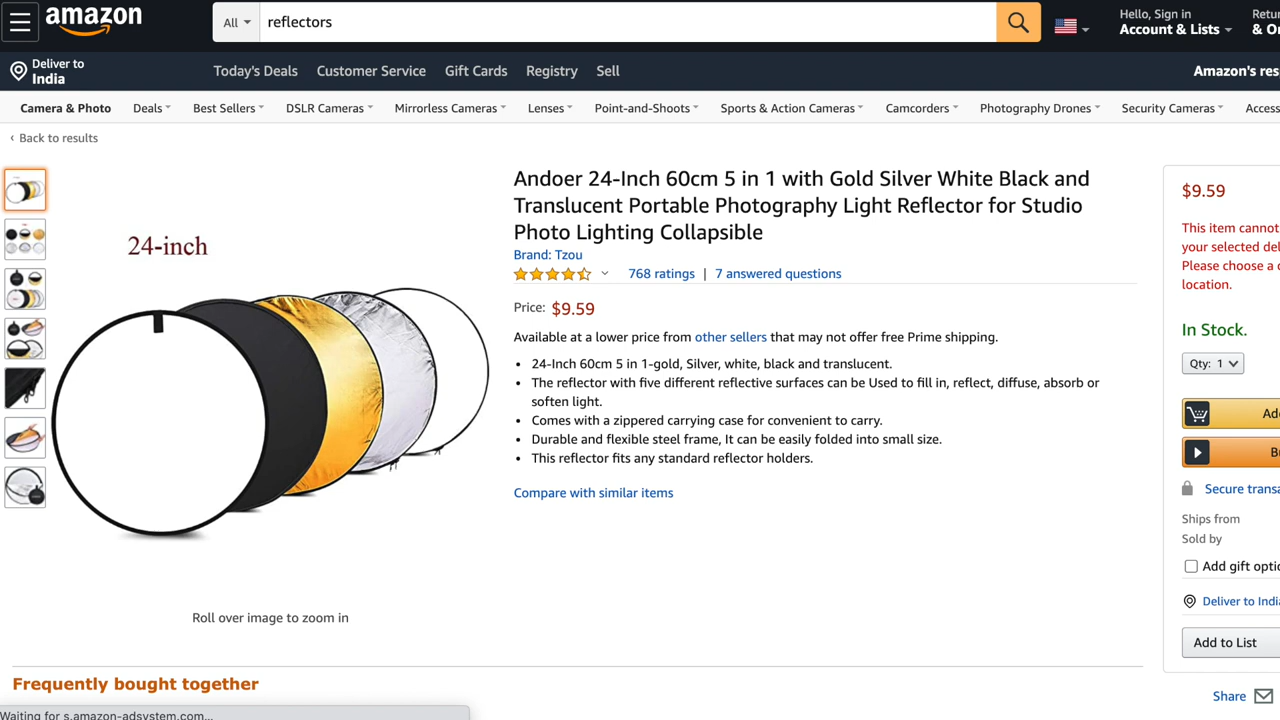 amazon
All
reflectors
Hello, Sign in
Account & Lists
Retu
& O
Deliver to
India
Today's Deals
Customer Service
Gift Cards
Registry
Sell
Amazon's res
Camera & Photo
Deals
Best Sellers
DSLR Cameras
Mirrorless Cameras
Lenses
Point-and-Shoots
Sports & Action Cameras
Camcorders
Photography Drones
Security Cameras
Access
‹ Back to results
24-inch
Roll over image to zoom in
Andoer 24-Inch 60cm 5 in 1 with Gold Silver White Black and
Translucent Portable Photography Light Reflector for Studio
Photo Lighting Collapsible
Brand: Tzou
768 ratings | 7 answered questions
Price: $9.59
Available at a lower price from other sellers that may not offer free Prime shipping.
• 24-Inch 60cm 5 in 1-gold, Silver, white, black and translucent.
• The reflector with five different reflective surfaces can be Used to fill in, reflect, diffuse, absorb or
soften light.
• Comes with a zippered carrying case for convenient to carry.
• Durable and flexible steel frame, It can be easily folded into small size.
• This reflector fits any standard reflector holders.
Compare with similar items
$9.59
This item cannot
your selected del
Please choose a d
location.
In Stock.
Qty: 1
Ad
B
Secure transa
Ships from
Sold by
Add gift optio
Deliver to India
Add to List
Share
Frequently bought together
Waiting for s.amazon-adsystem.com...